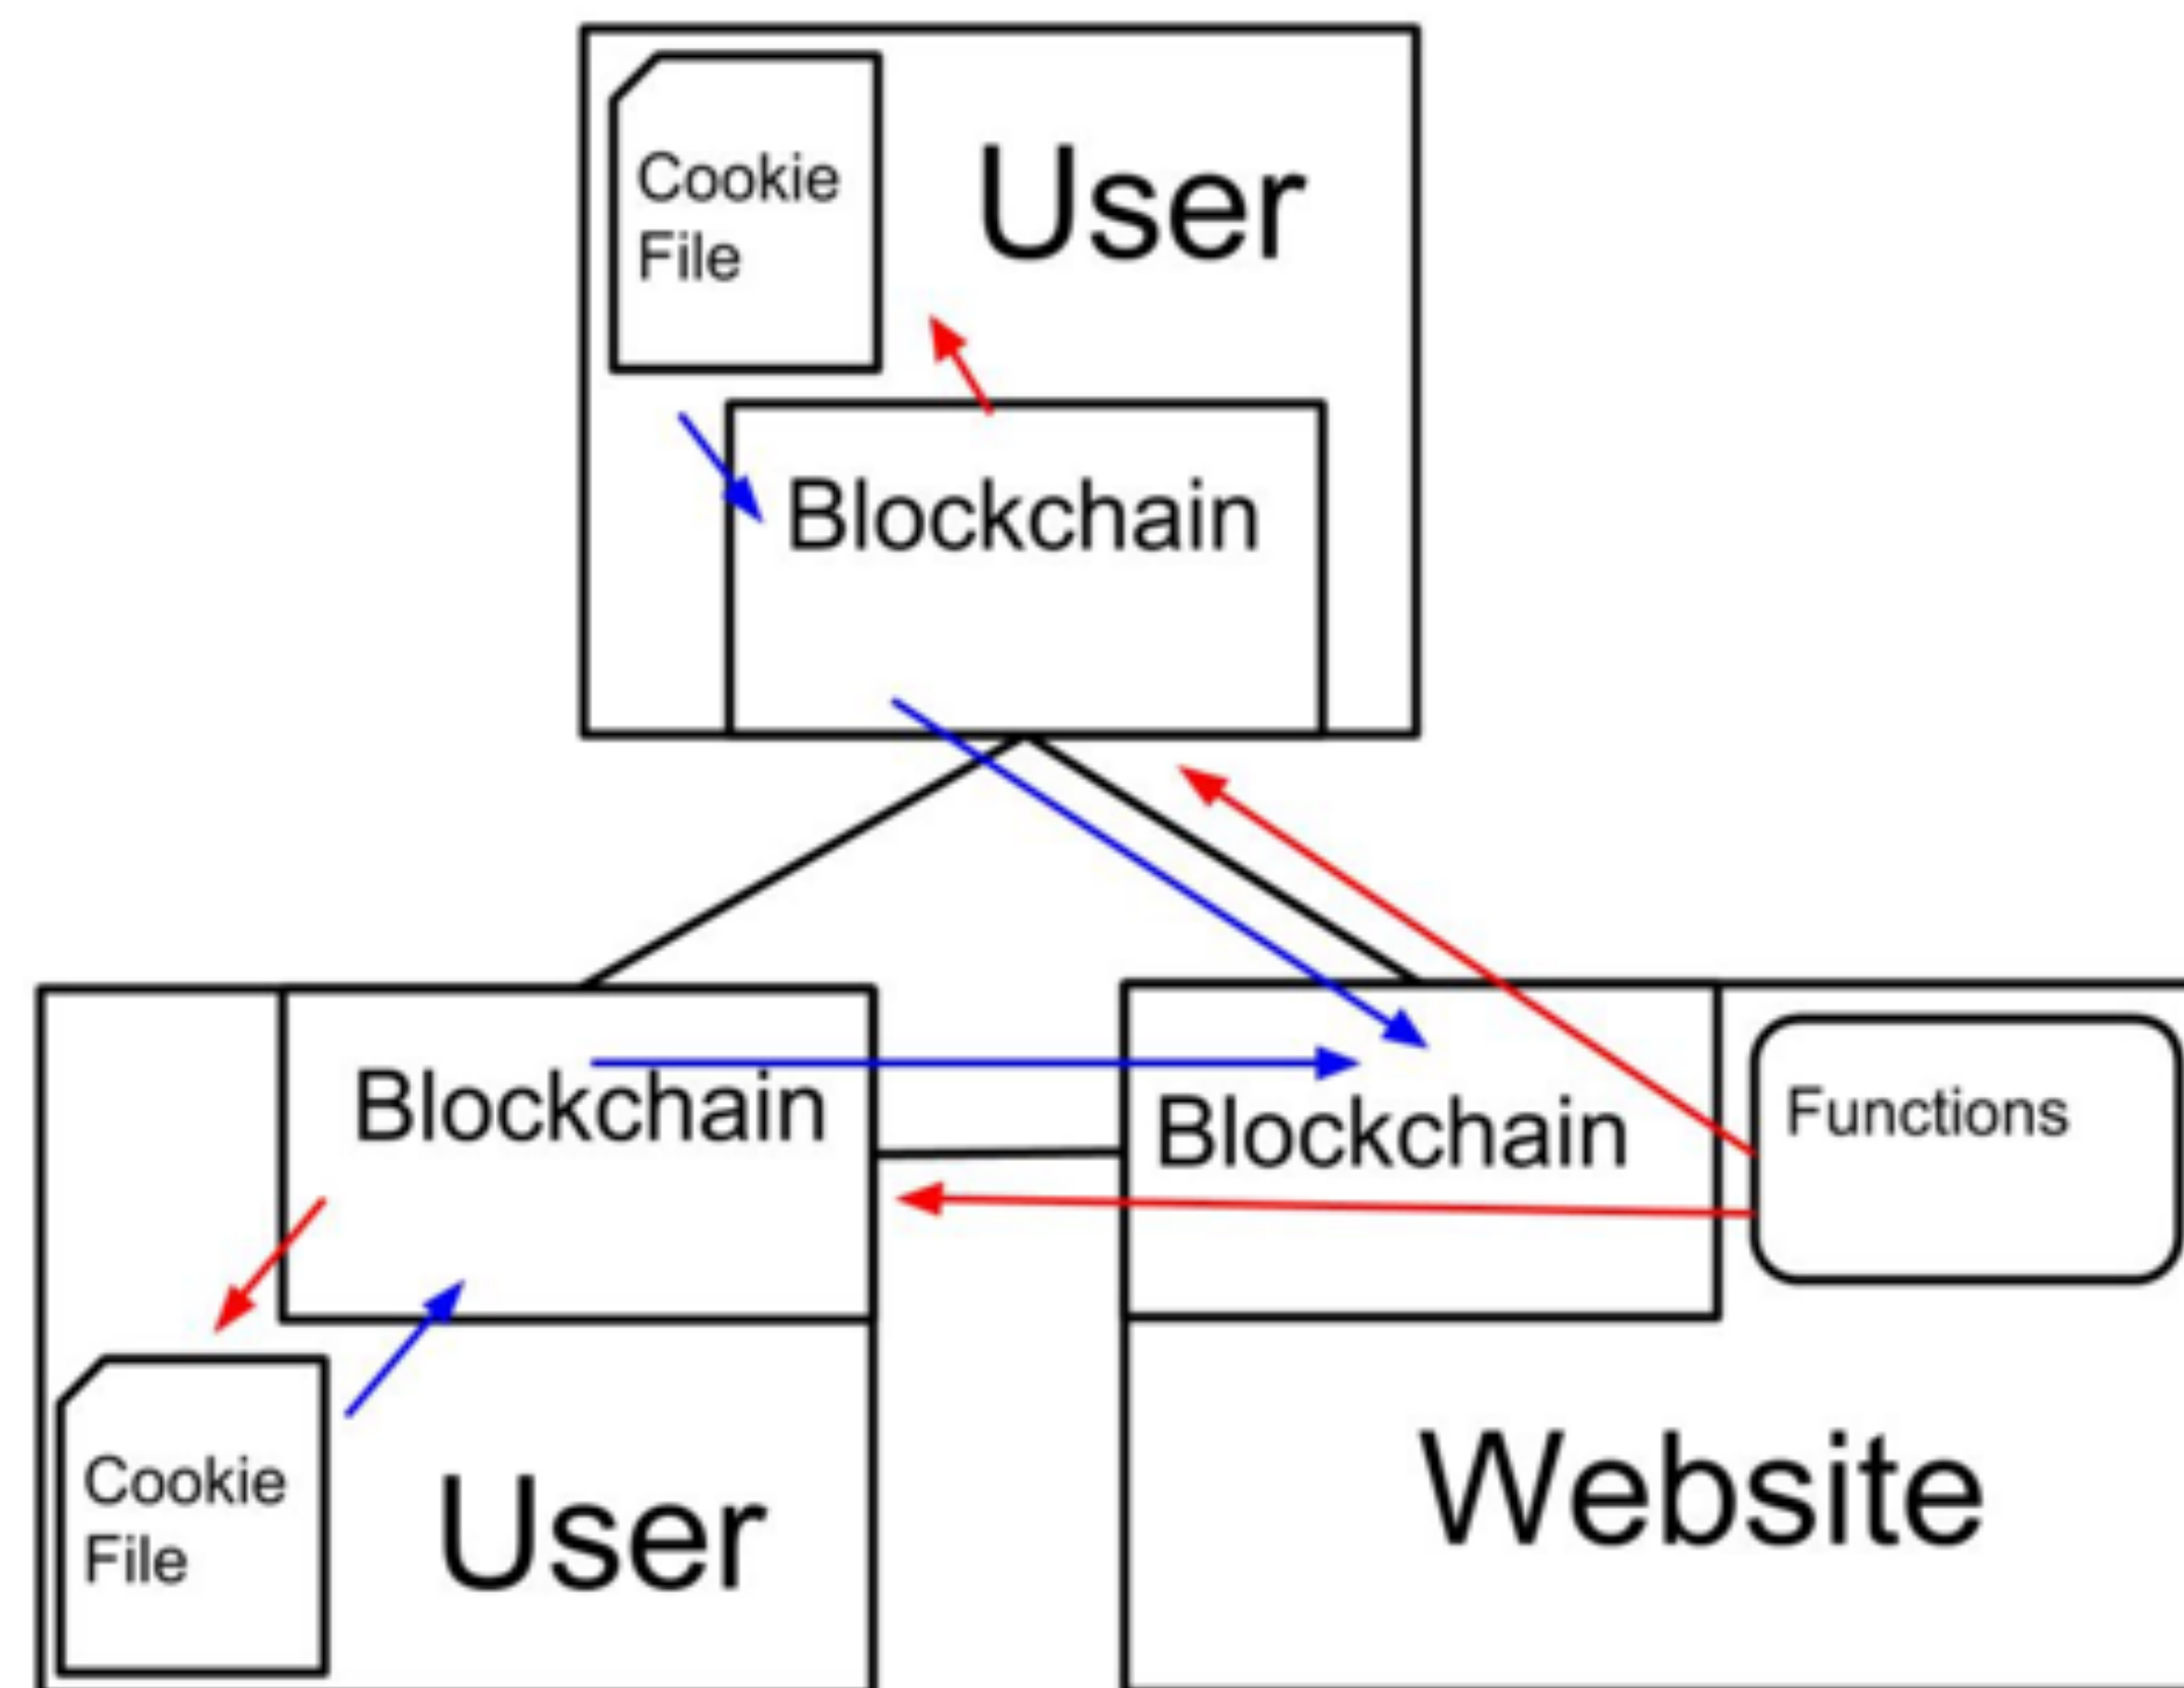 Cookie
File
User
Blockchain
Blockchain
Blockchain
Functions
Cookie
File
User
Website